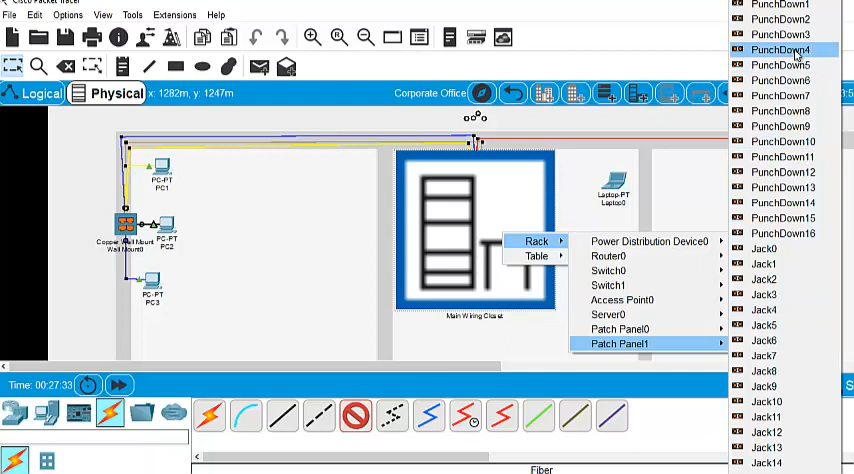 Cisco Packet Tracer
File Edit Options View Tools Extensions Help
Logical Physical x: 1282m, y: 1247m Corporate Office
PC-PT
PC1
PC-PT
PC2
Copper Wall Mount
Wall Mount0
PC-PT
PC3
Laptop-PT
Laptop0
Main Wiring Closet
Rack
Table
Power Distribution Device0
Router0
Switch0
Switch1
Access Point0
Server0
Patch Panel0
Patch Panel1
PunchDown1
PunchDown2
PunchDown3
PunchDown4
PunchDown5
PunchDown6
PunchDown7
PunchDown8
PunchDown9
PunchDown10
PunchDown11
PunchDown12
PunchDown13
PunchDown14
PunchDown15
PunchDown16
Jack0
Jack1
Jack2
Jack3
Jack4
Jack5
Jack6
Jack7
Jack8
Jack9
Jack10
Jack11
Jack12
Jack13
Jack14
Time: 00:27:33
Fiber